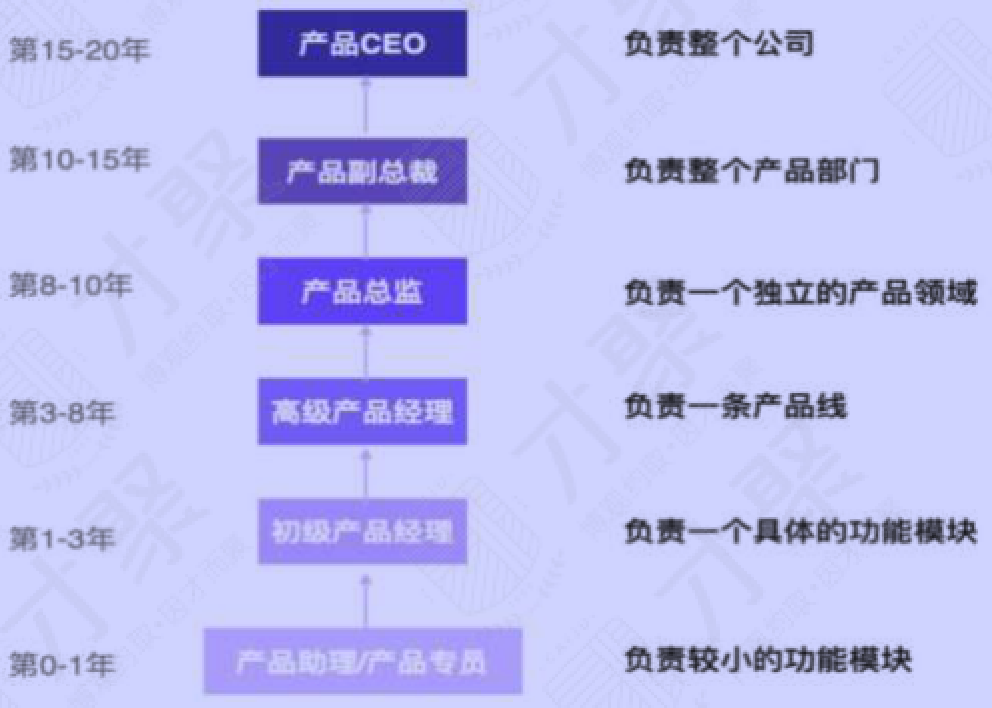 第15-20年 产品CEO 负责整个公司
第10-15年 产品副总裁 负责整个产品部门
第8-10年 产品总监 负责一个独立的产品领域
第3-8年 高级产品经理 负责一条产品线
第1-3年 初级产品经理 负责一个具体的功能模块
第0-1年 产品助理/产品专员 负责较小的功能模块
才聚